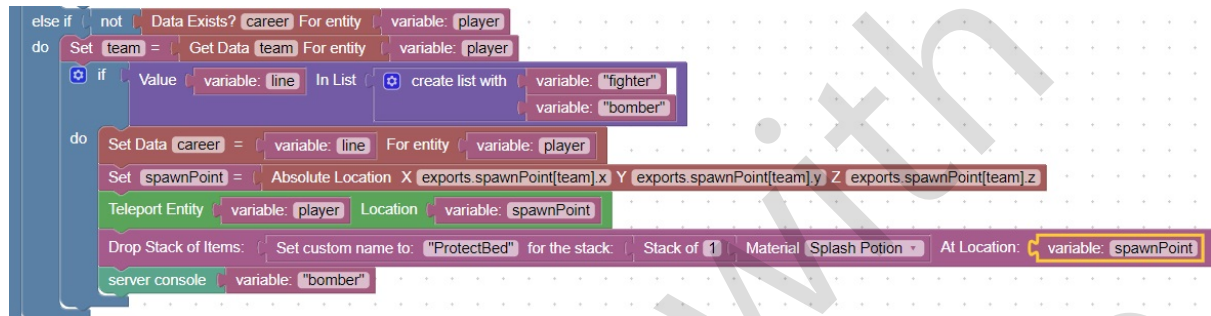 else if not Data Exists? career For entity variable: player
do Set team = Get Data team For entity variable: player
if Value variable: line In List create list with variable: "fighter"
variable: "bomber"
do Set Data career = variable: line For entity variable: player
Set spawnPoint = Absolute Location X exports.spawnPoint[team].x Y exports.spawnPoint[team].y Z exports.spawnPoint[team].z
Teleport Entity variable: player Location variable: spawnPoint
Drop Stack of Items: Set custom name to: "ProtectBed" for the stack: Stack of 1 Material Splash Potion At Location: variable: spawnPoint
server console variable: "bomber"
with